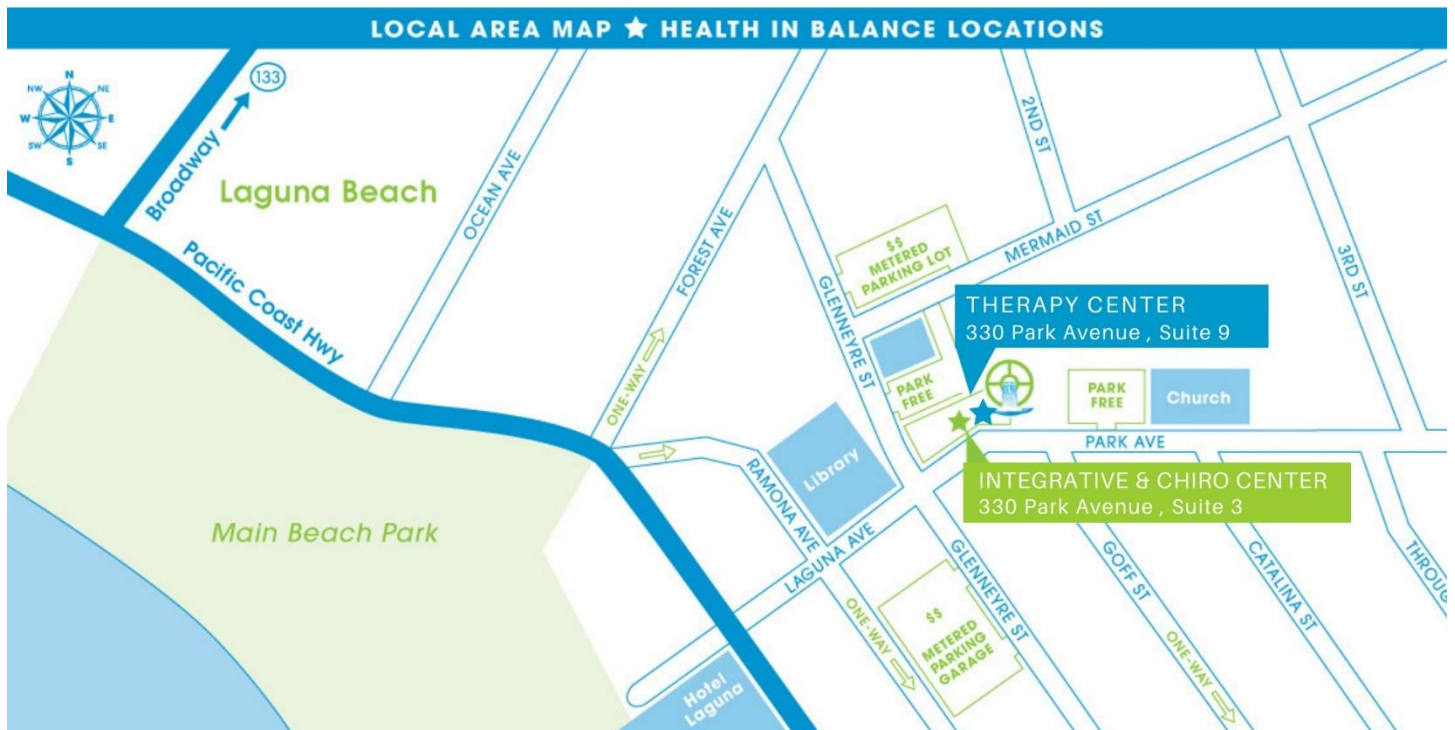 LOCAL AREA MAP ★ HEALTH IN BALANCE LOCATIONS
N
NW
NE
W
E
SW
SE
S
133
Broadway
Laguna Beach
Pacific Coast Hwy
OCEAN AVE
FOREST AVE
ONE-WAY
2ND ST
MERMAID ST
3RD ST
$$
METERED
PARKING LOT
GLENNEYRE ST
THERAPY CENTER
330 Park Avenue , Suite 9
PARK
FREE
PARK
FREE
Church
PARK AVE
INTEGRATIVE & CHIRO CENTER
330 Park Avenue , Suite 3
Library
RAMONA AVE
LAGUNA AVE
Main Beach Park
GLENNEYRE ST
GOFF ST
CATALINA ST
THROUG
ONE-WAY
$$
METERED
PARKING
GARAGE
ONE-WAY
Hotel
Laguna